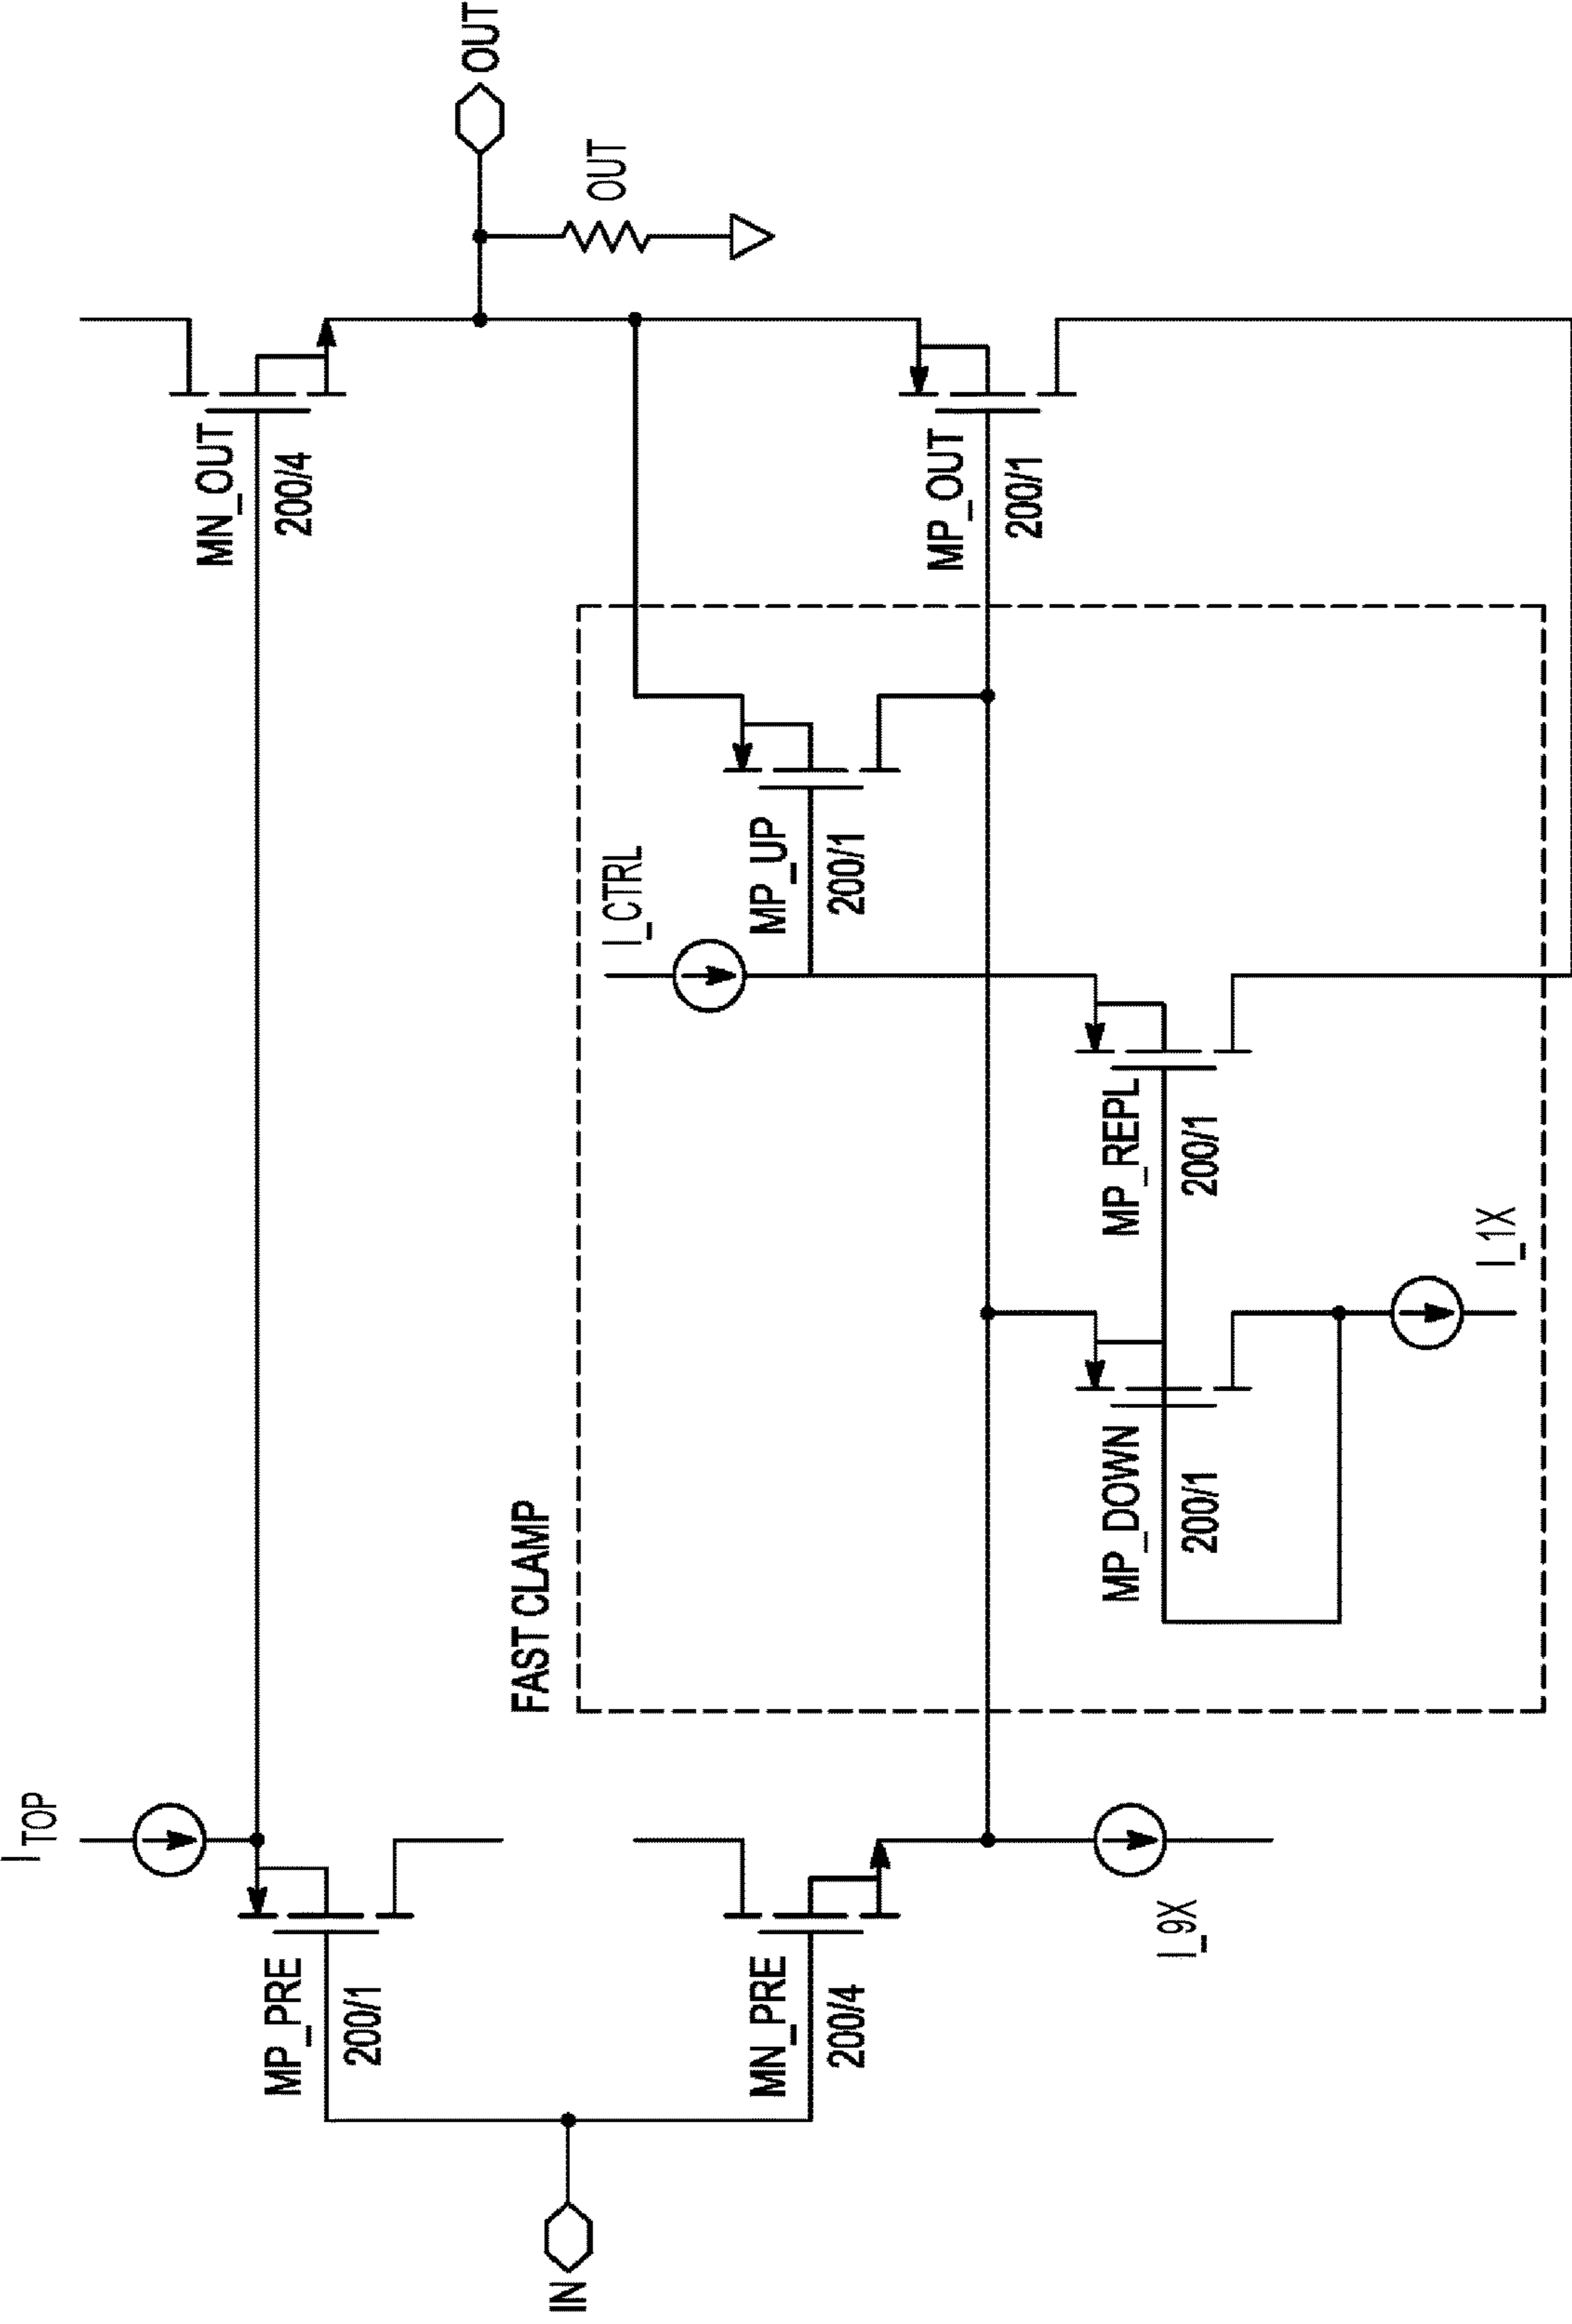 I_TOP
MP_PRE
200/1
MN_PRE
200/4
IN
I_9X
FAST CLAMP
MP_DOWN
200/1
I_1X
MP_REPL
200/1
I_CTRL
MP_UP
200/1
MN_OUT
200/4
MP_OUT
200/1
OUT
OUT